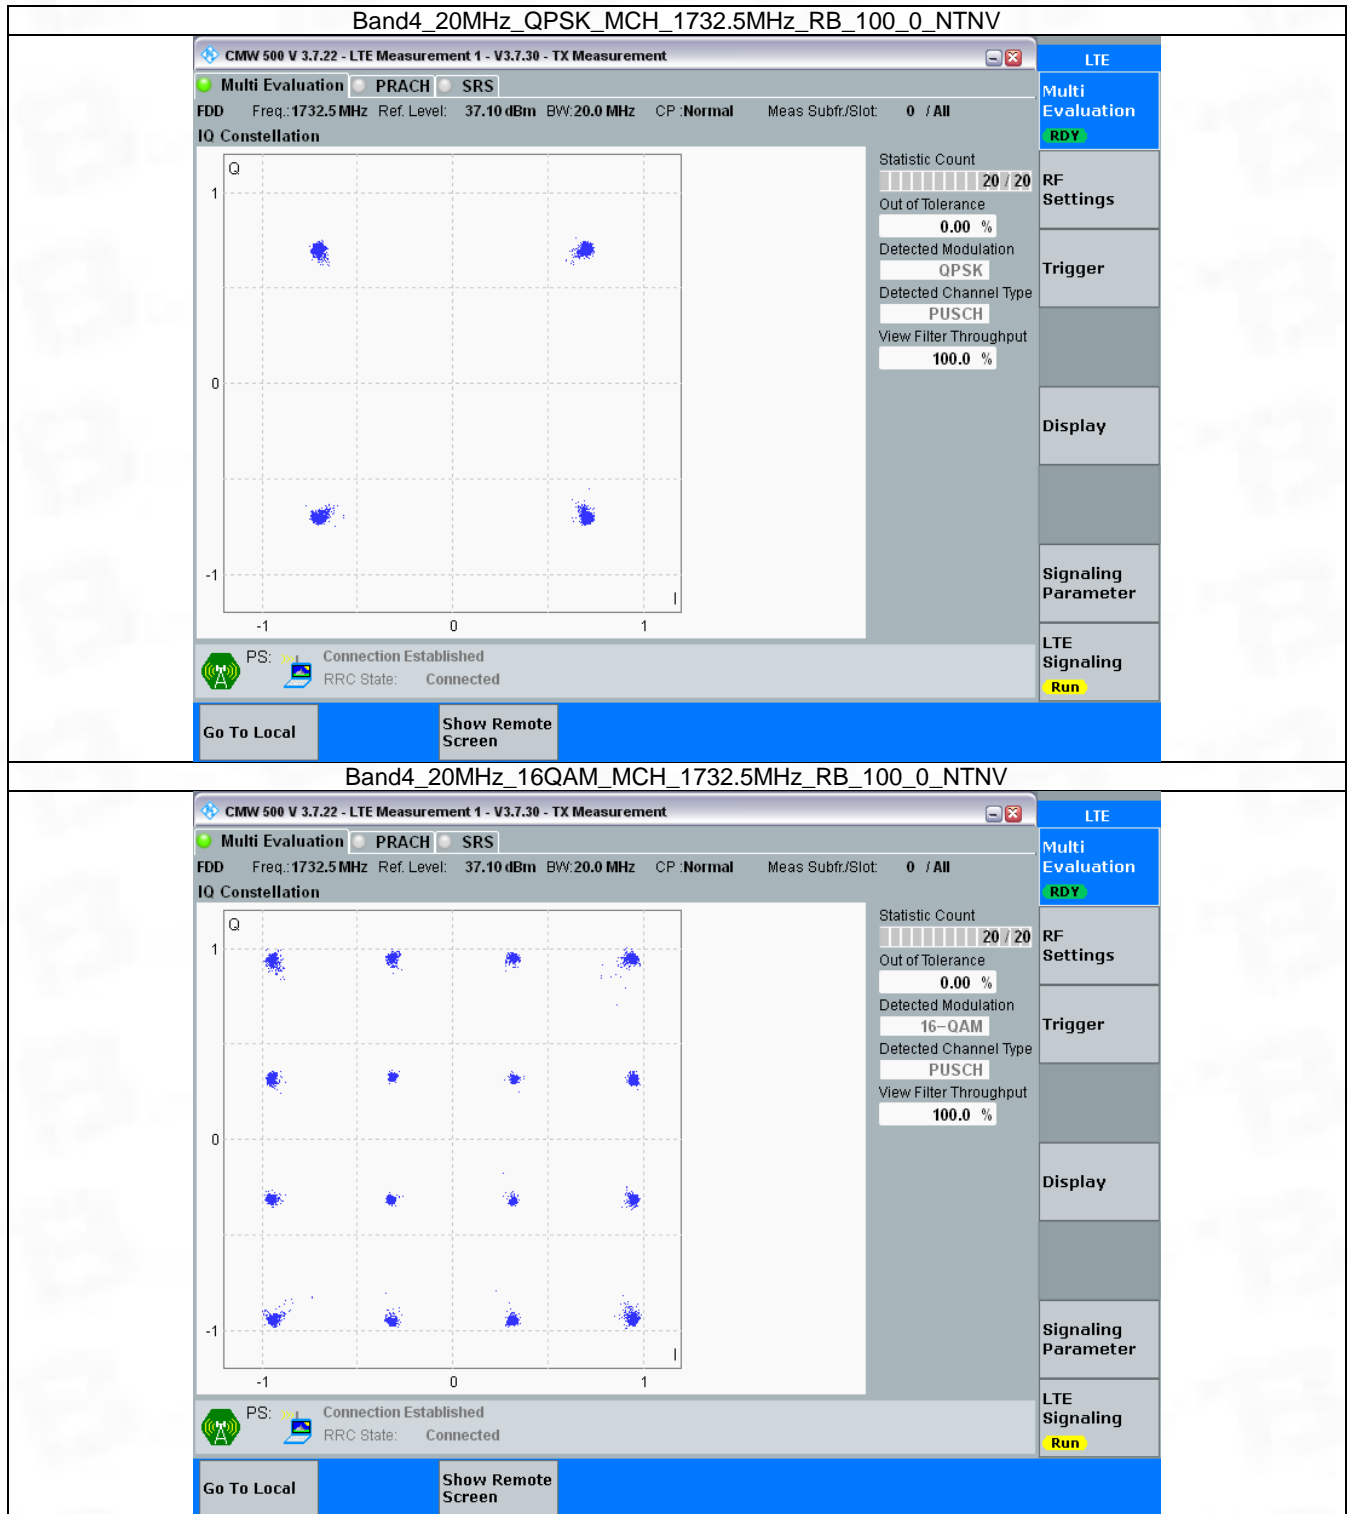 Band4_20MHz_QPSK_MCH_1732.5MHz_RB_100_0_NTNV
CMW 500 V 3.7.22 - LTE Measurement 1 - V3.7.30 - TX Measurement
LTE
Multi Evaluation PRACH SRS
Multi
Evaluation
RDY
FDD Freq.:1732.5 MHz Ref. Level: 37.10 dBm BW:20.0 MHz CP :Normal Meas Subfr./Slot: 0 / All
IQ Constellation
Q
1
0
-1
I
-1 0 1
Statistic Count
20 / 20
Out of Tolerance
0.00 %
Detected Modulation
QPSK
Detected Channel Type
PUSCH
View Filter Throughput
100.0 %
RF
Settings
Trigger
Display
Signaling
Parameter
LTE
Signaling
Run
PS: Connection Established
RRC State: Connected
Go To Local
Show Remote
Screen
Band4_20MHz_16QAM_MCH_1732.5MHz_RB_100_0_NTNV
CMW 500 V 3.7.22 - LTE Measurement 1 - V3.7.30 - TX Measurement
LTE
Multi Evaluation PRACH SRS
Multi
Evaluation
RDY
FDD Freq.:1732.5 MHz Ref. Level: 37.10 dBm BW:20.0 MHz CP :Normal Meas Subfr./Slot: 0 / All
IQ Constellation
Q
1
0
-1
I
-1 0 1
Statistic Count
20 / 20
Out of Tolerance
0.00 %
Detected Modulation
16-QAM
Detected Channel Type
PUSCH
View Filter Throughput
100.0 %
RF
Settings
Trigger
Display
Signaling
Parameter
LTE
Signaling
Run
PS: Connection Established
RRC State: Connected
Go To Local
Show Remote
Screen